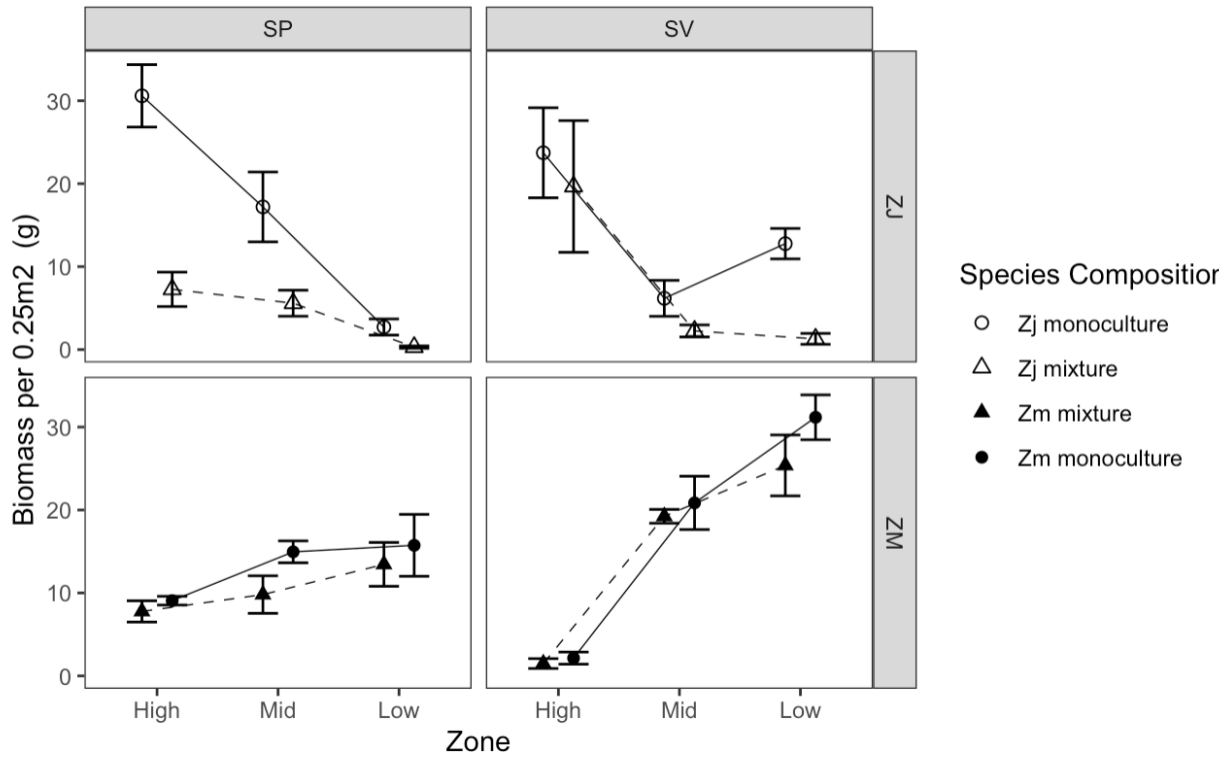 SP
SV
30
20
10
0
ZJ
30
20
10
0
ZM
High
Mid
Low
High
Mid
Low
Zone
Biomass per 0.25m2 (g)
Species Composition
Zj monoculture
Zj mixture
Zm mixture
Zm monoculture